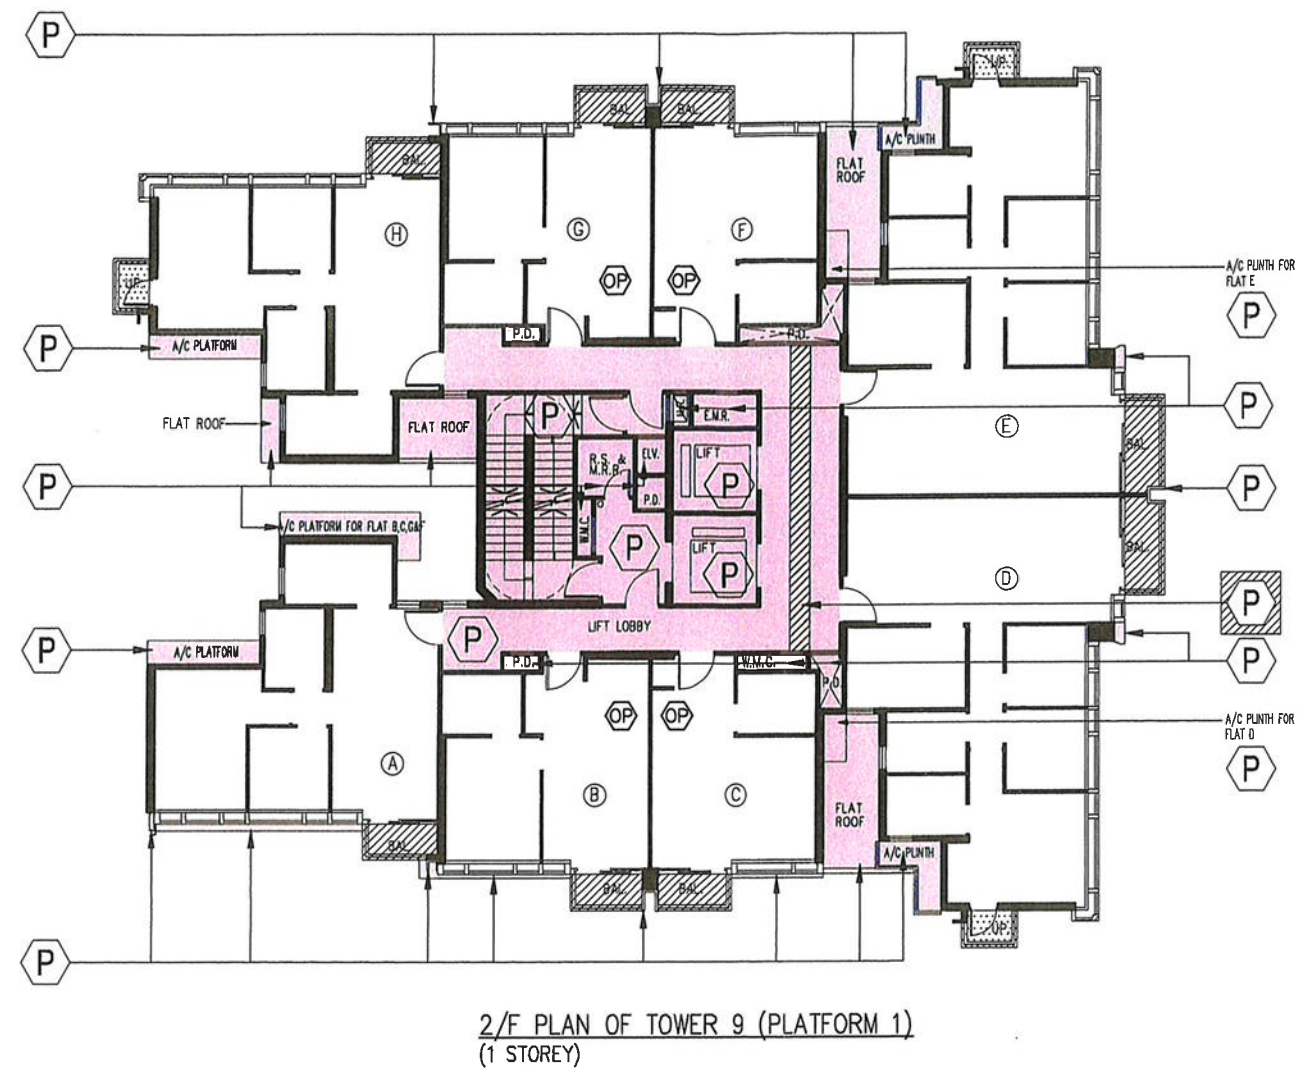 P
U.P.
BAL.
BAL.
A/C PLINTH
FLAT
ROOF
BAL.
H
G
F
A/C PLINTH FOR
FLAT E
U.P.
OP
OP
P
P.D.
P.D.
P
A/C PLATFORM
FLAT ROOF
FLAT ROOF
P
E.M.R.
P
E
BAL.
R.S. &
M.R.B.
ELV.
LIFT
P
P
P
P.D.
A/C PLATFORM FOR FLAT B,C,G&F
W.M.C.
P
LIFT
P
BAL.
D
P
P
A/C PLATFORM
P
LIFT LOBBY
P.D.
W.M.C.
P
P.D.
OP
OP
A/C PLINTH FOR
FLAT D
A
B
C
P
FLAT
ROOF
BAL.
A/C PLINTH
BAL.
BAL.
U.P.
P
2/F PLAN OF TOWER 9 (PLATFORM 1)
(1 STOREY)